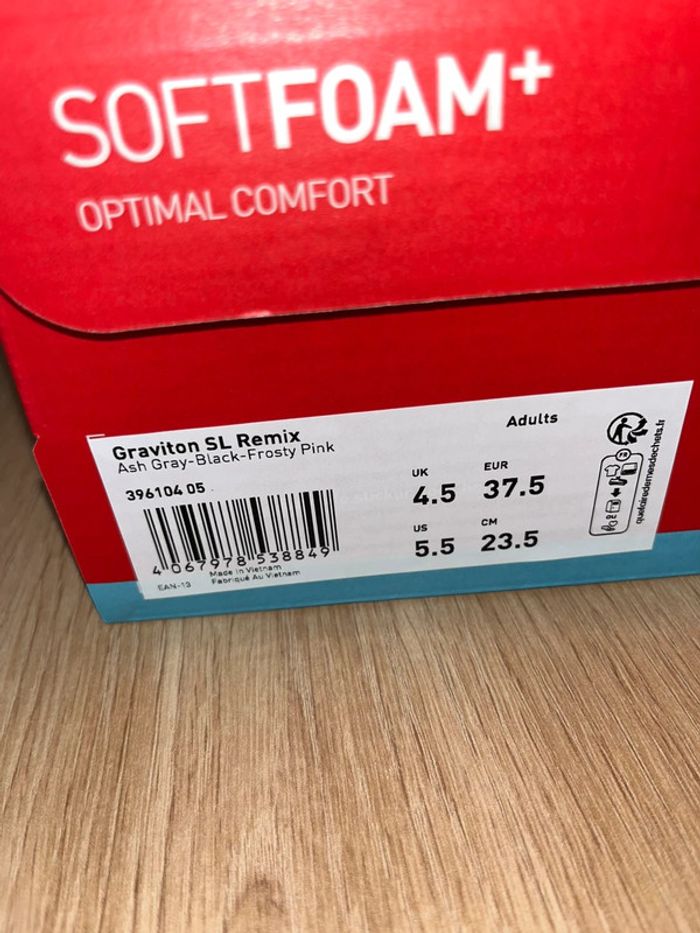 SOFTFOAM+
OPTIMAL COMFORT
Graviton SL Remix
Ash Gray-Black-Frosty Pink
396104 05
Adults
UK
4.5
EUR
37.5
US
5.5
CM
23.5
4 067978 538849
EAN-13
Made in Vietnam
Fabriqué Au Vietnam
FR
quefairedemesdechets.fr